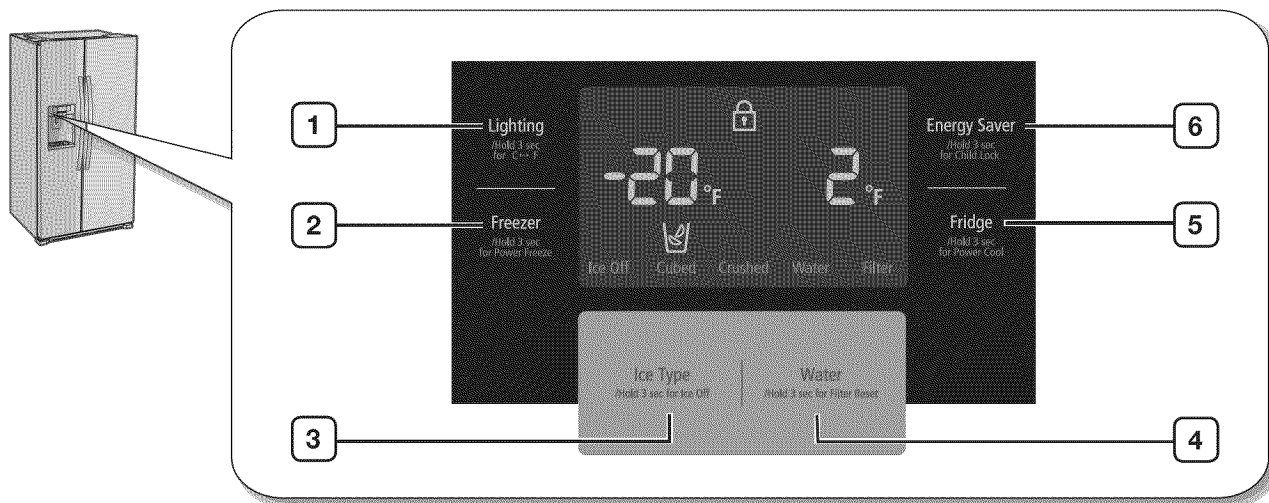 1
Lighting
/Hold 3 sec
for °C↔°F
2
Freezer
/Hold 3 sec
for Power Freeze
-20 °F
2 °F
Ice Off Cubed Crushed Water Filter
6
Energy Saver
/Hold 3 sec
for Child Lock
5
Fridge
/Hold 3 sec
for Power Cool
3
Ice Type
/Hold 3 sec for Ice Off
4
Water
/Hold 3 sec for Filter Reset